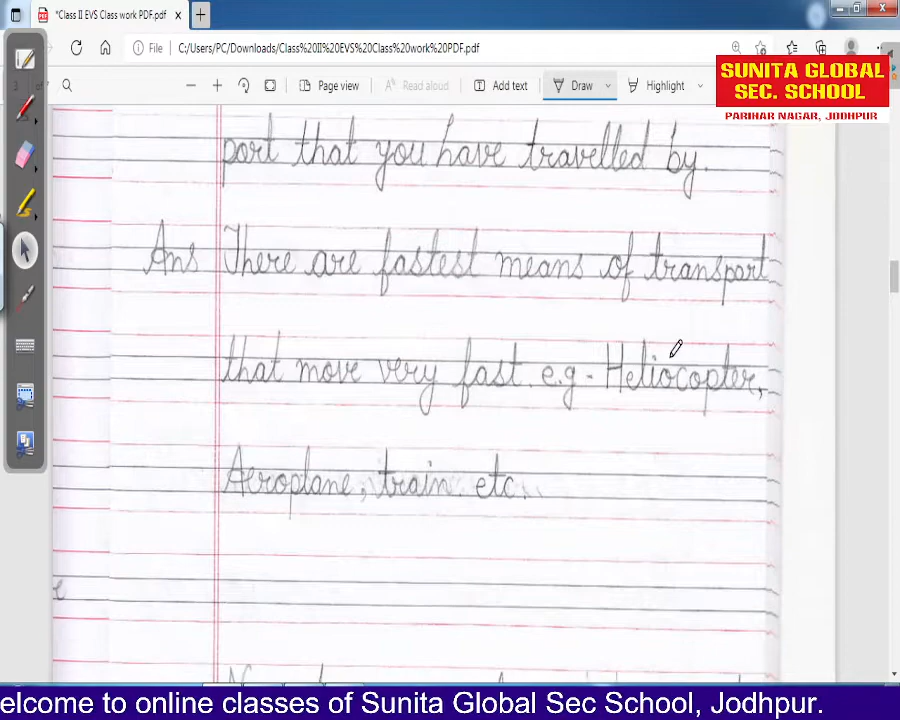 *Class II EVS Class work PDF.pdf
File C:/Users/PC/Downloads/Class%20II%20EVS%20Class%20work%20PDF.pdf
Page view Read aloud Add text Draw Highlight
SUNITA GLOBAL
SEC. SCHOOL
PARIHAR NAGAR, JODHPUR
port that you have travelled by.
Ans There are fastest means of transport
that move very fast. e.g - Heliocopter,
Aeroplane, train. etc.
elcome to online classes of Sunita Global Sec School, Jodhpur.